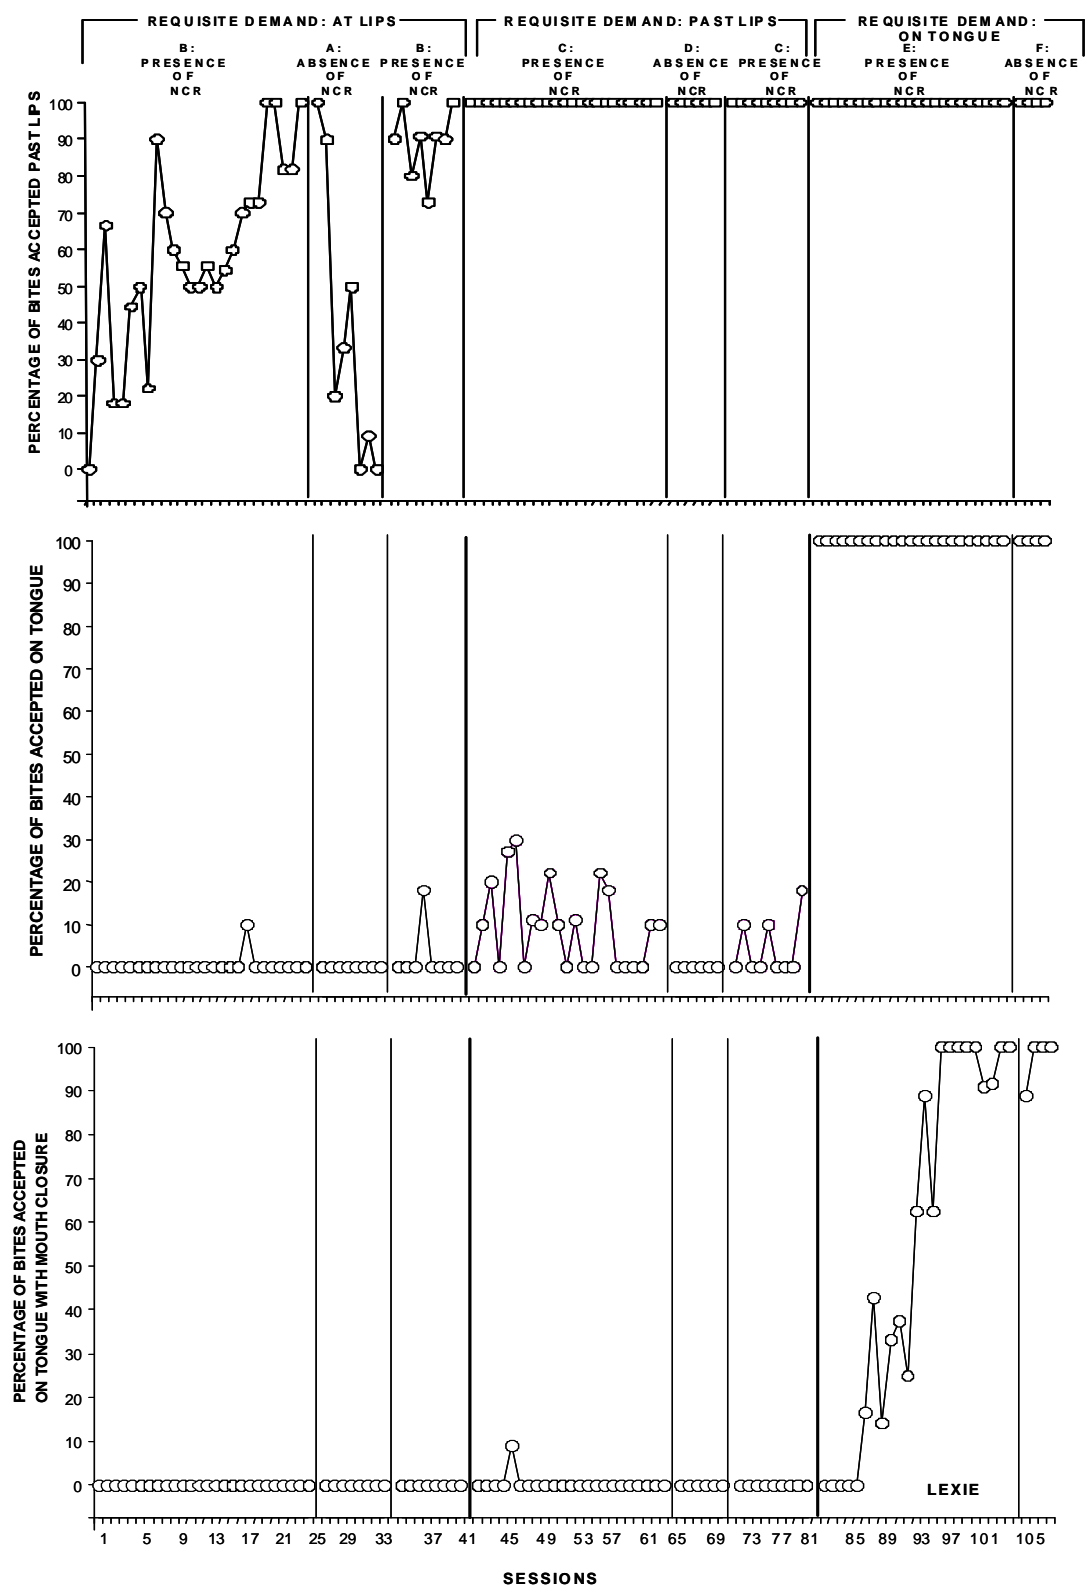 REQUISITE DEMAND: AT LIPS
REQUISITE DEMAND: PAST LIPS
REQUISITE DEMAND:
ON TONGUE
B:
PRESENCE
OF
NCR
A:
ABSENCE
OF
NCR
B:
PRESENCE
OF
NCR
C:
PRESENCE
OF
NCR
D:
ABSENCE
OF
NCR
C:
PRESENCE
OF
NCR
E:
PRESENCE
OF
NCR
F:
ABSENCE
OF
NCR
PERCENTAGE OF BITES ACCEPTED PAST LIPS
100
90
80
70
60
50
40
30
20
10
0
PERCENTAGE OF BITES ACCEPTED ON TONGUE
100
90
80
70
60
50
40
30
20
10
0
PERCENTAGE OF BITES ACCEPTED
ON TONGUE WITH MOUTH CLOSURE
100
90
80
70
60
50
40
30
20
10
0
LEXIE
1 5 9 13 17 21 25 29 33 37 41 45 49 53 57 61 65 69 73 77 81 85 89 93 97 101 105
SESSIONS